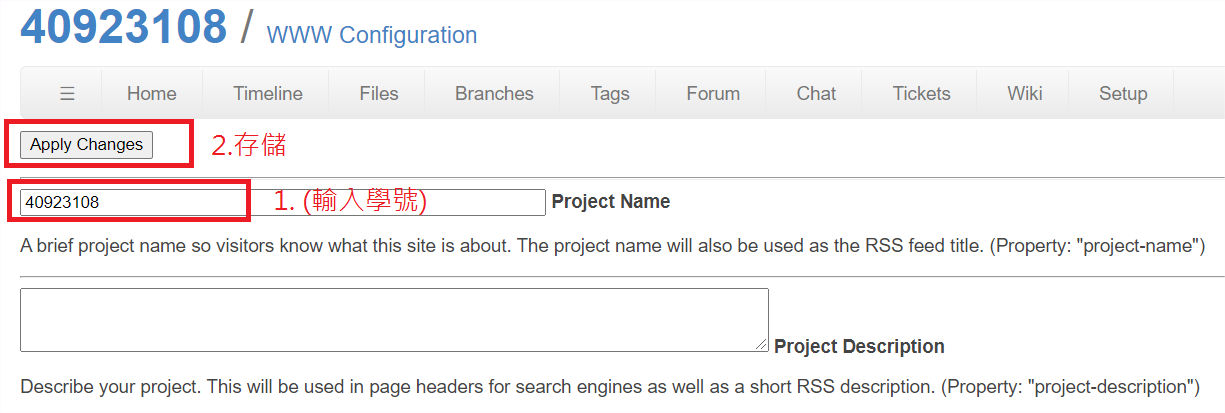 40923108 / WWW Configuration
☰ Home Timeline Files Branches Tags Forum Chat Tickets Wiki Setup
Apply Changes 2.存儲
40923108 1. (輸入學號) Project Name
A brief project name so visitors know what this site is about. The project name will also be used as the RSS feed title. (Property: "project-name")
Project Description
Describe your project. This will be used in page headers for search engines as well as a short RSS description. (Property: "project-description")